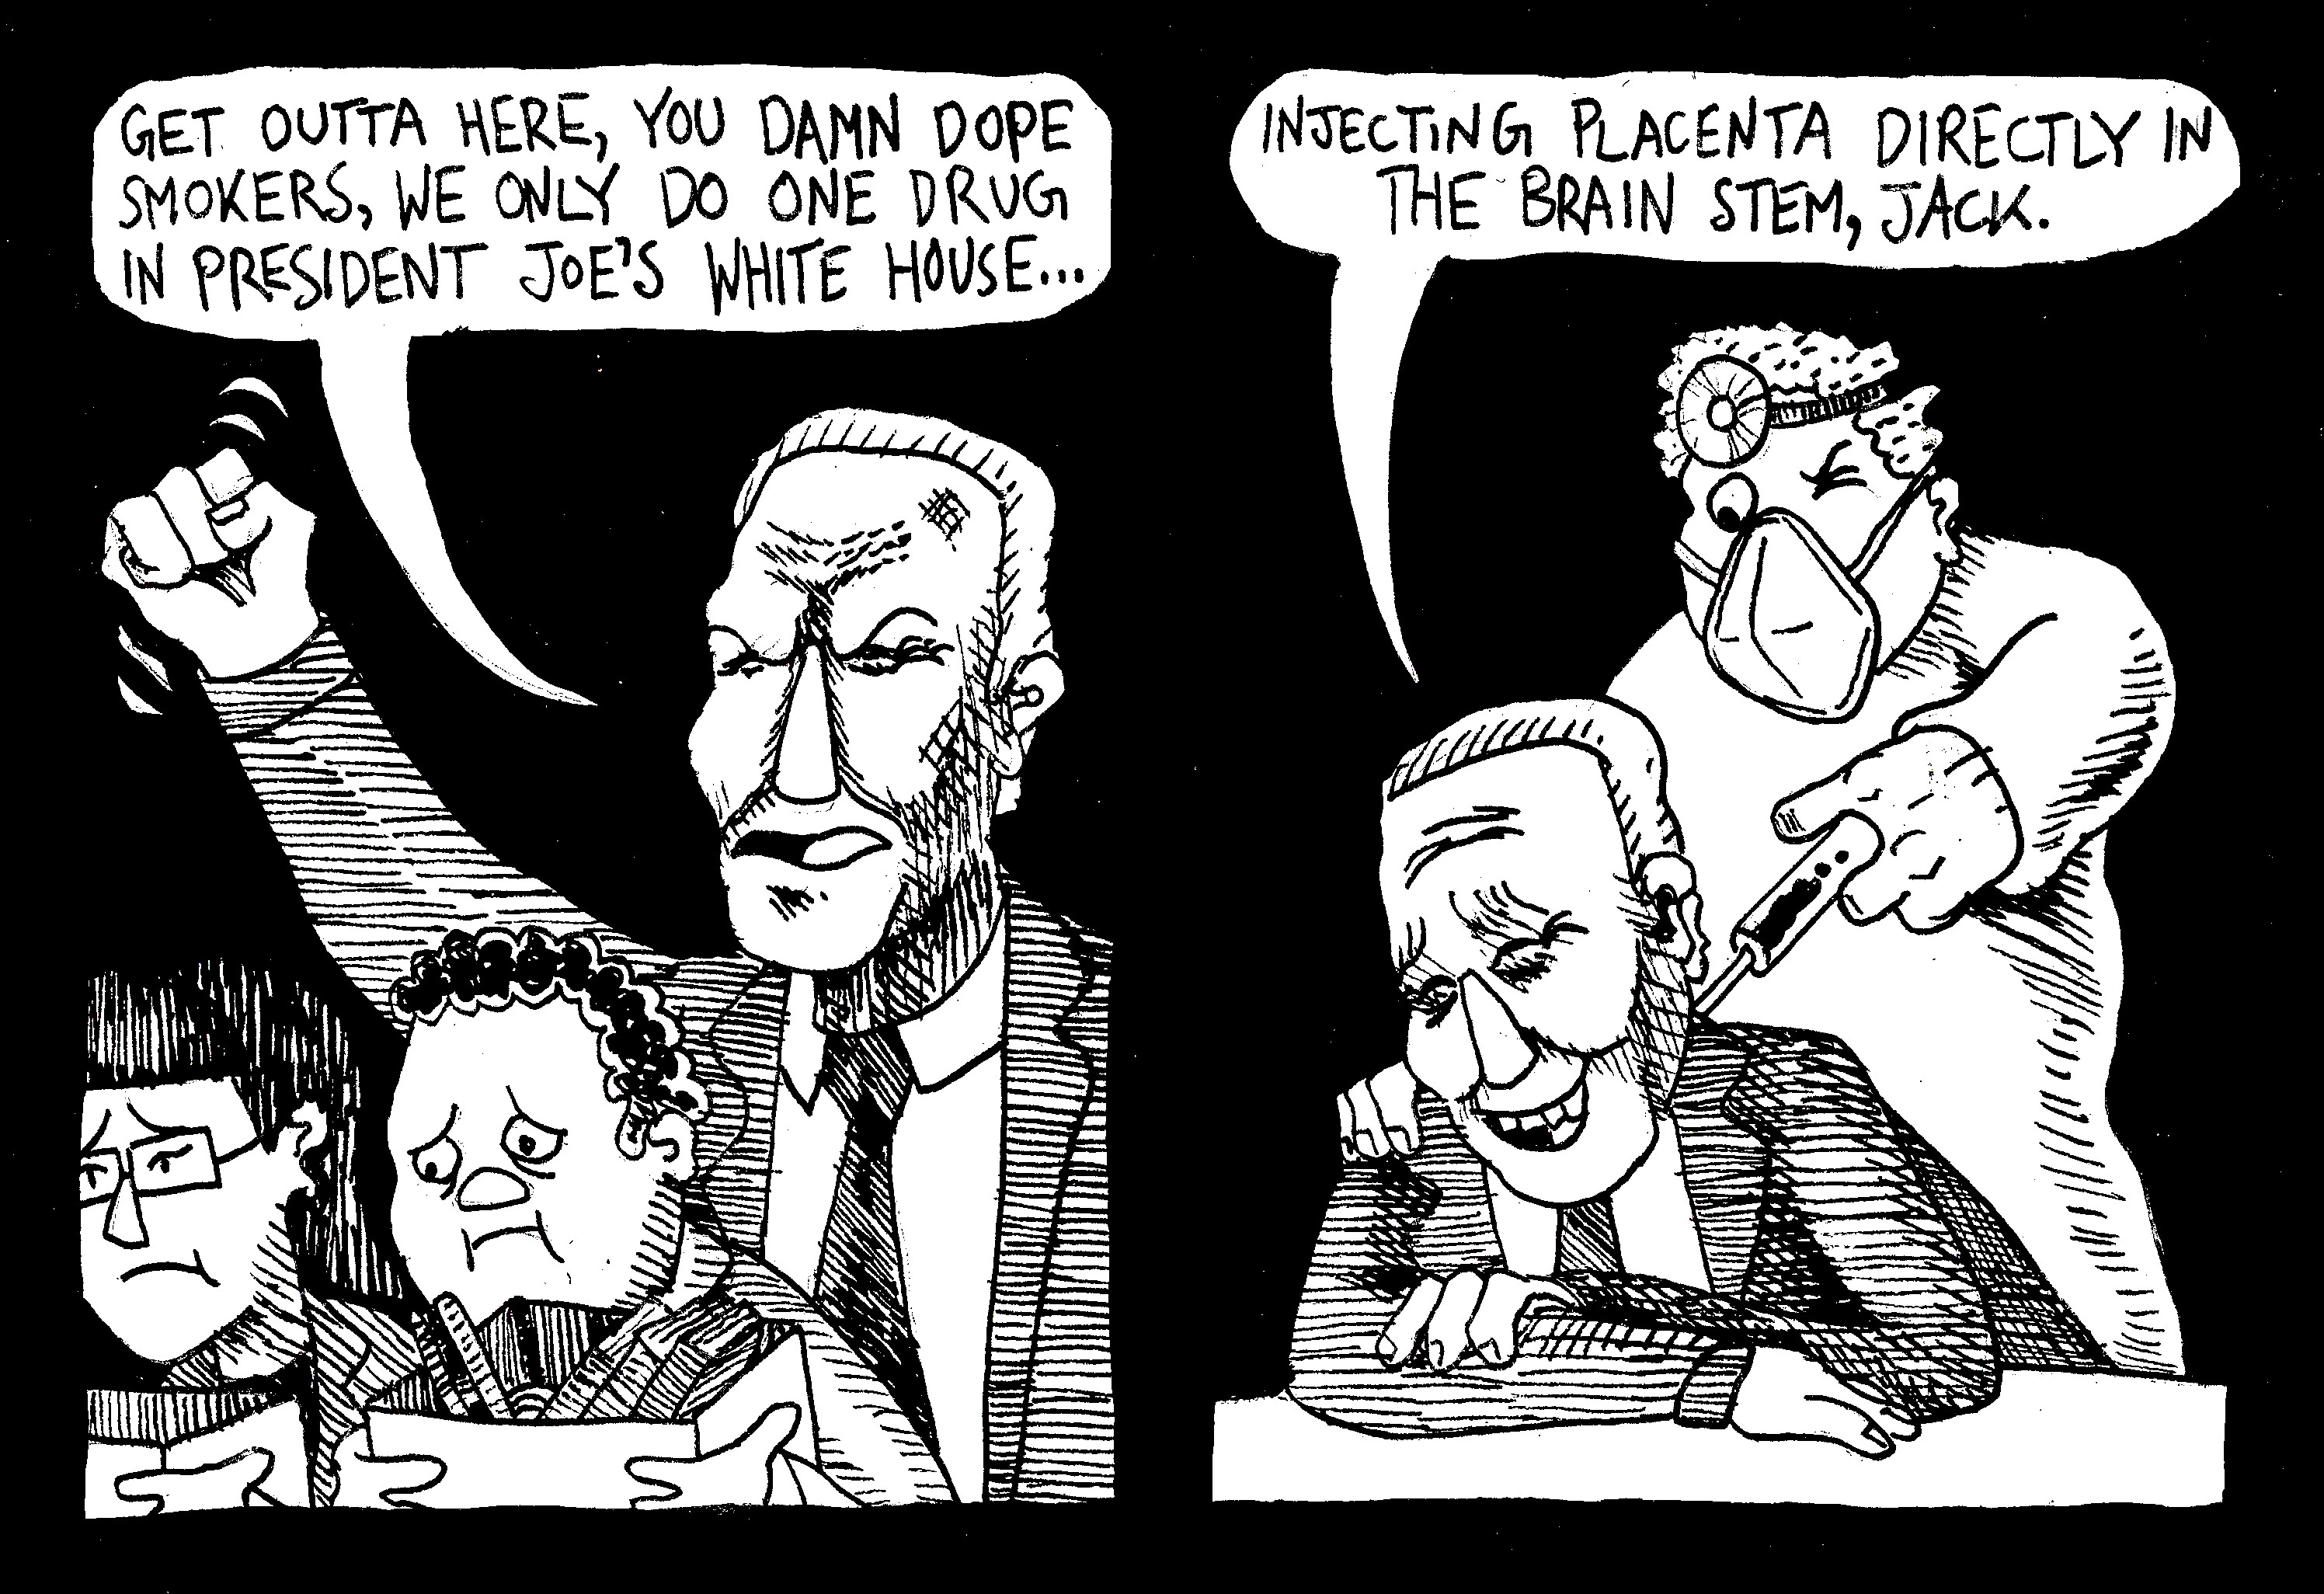 GET OUTTA HERE, YOU DAMN DOPE
SMOKERS, WE ONLY DO ONE DRUG
IN PRESIDENT JOE'S WHITE HOUSE...
INJECTING PLACENTA DIRECTLY IN
THE BRAIN STEM, JACK.